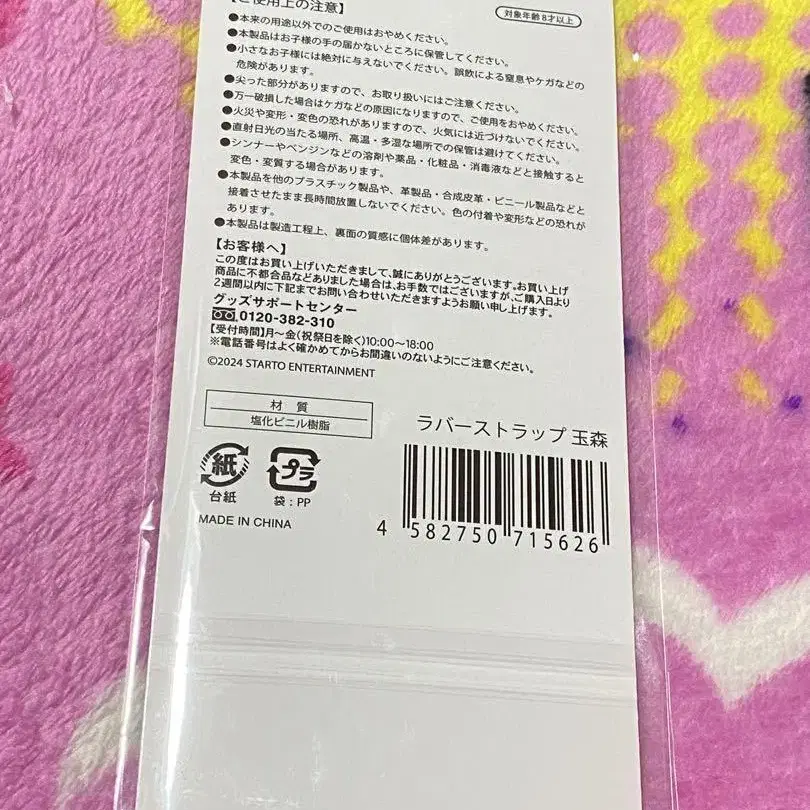 【ご使用上の注意】
対象年齢8才以上
●本来の用途以外でのご使用はおやめください。
●本製品はお子様の手の届かないところに保管してください。
●小さなお子様には絶対に与えないでください。誤飲による窒息やケガなどの
危険があります。
●尖った部分がありますので、お取り扱いにはご注意ください。
●万一破損した場合はケガなどの原因になりますので、ご使用をおやめください。
●火災や変形・変色の恐れがありますので、火気には近づけないでください。
●直射日光の当たる場所、高温・多湿な場所での保管は避けてください。
●シンナーやベンジンなどの溶剤や薬品・化粧品・消毒液などと接触すると
変色・変質する場合があります。
●本製品を他のプラスチック製品や、革製品・合成皮革・ビニール製品などと
接着させたまま長時間放置しないでください。色の付着や変形などの恐れが
あります。
●本製品は製造工程上、裏面の質感に個体差があります。
【お客様へ】
この度はお買い上げいただきまして、誠にありがとうございます。お買い上げ
商品に不都合品などありました場合は、お手数ではございますが、ご購入日より
2週間以内に下記までお問い合わせいただきますようお願い申し上げます。
グッズサポートセンター
0120-382-310
【受付時間】月～金(祝祭日を除く)10:00～18:00
※電話番号はよく確かめてからお間違いのないようにご注意ください。
©2024 STARTO ENTERTAINMENT
材 質
塩化ビニル樹脂
ラバーストラップ 玉森
紙
台紙
プラ
袋：PP
MADE IN CHINA
4 582750 715626